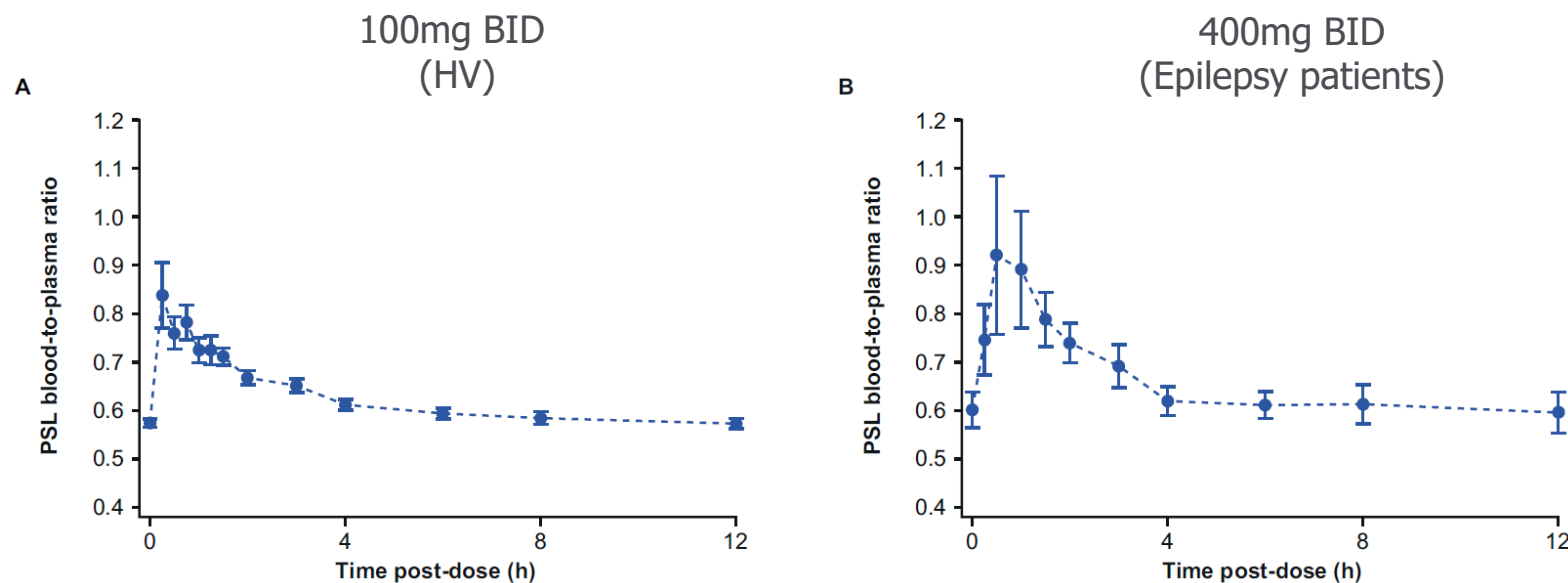 100mg BID
(HV)
A
PSL blood-to-plasma ratio
1.2
1.1
1.0
0.9
0.8
0.7
0.6
0.5
0.4
0
4
8
12
Time post-dose (h)
400mg BID
(Epilepsy patients)
B
PSL blood-to-plasma ratio
1.2
1.1
1.0
0.9
0.8
0.7
0.6
0.5
0.4
0
4
8
12
Time post-dose (h)